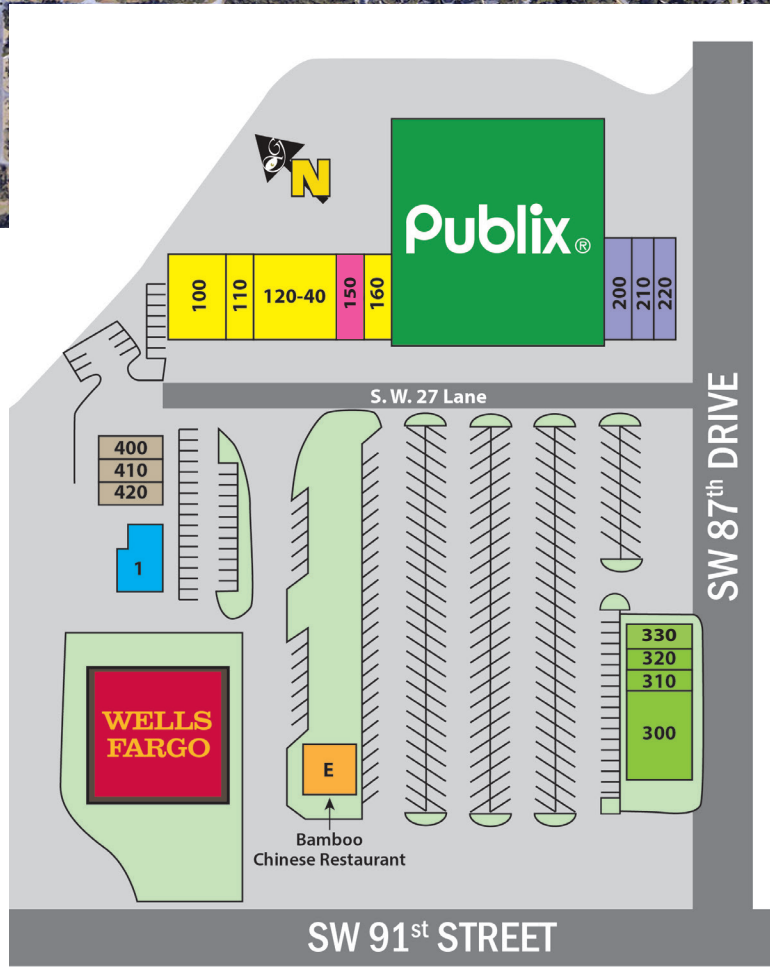 N
Publix®
100
110
120-40
150
160
200
210
220
S. W. 27 Lane
SW 87th DRIVE
400
410
420
1
330
320
310
300
WELLS
FARGO
E
Bamboo
Chinese Restaurant
SW 91st STREET